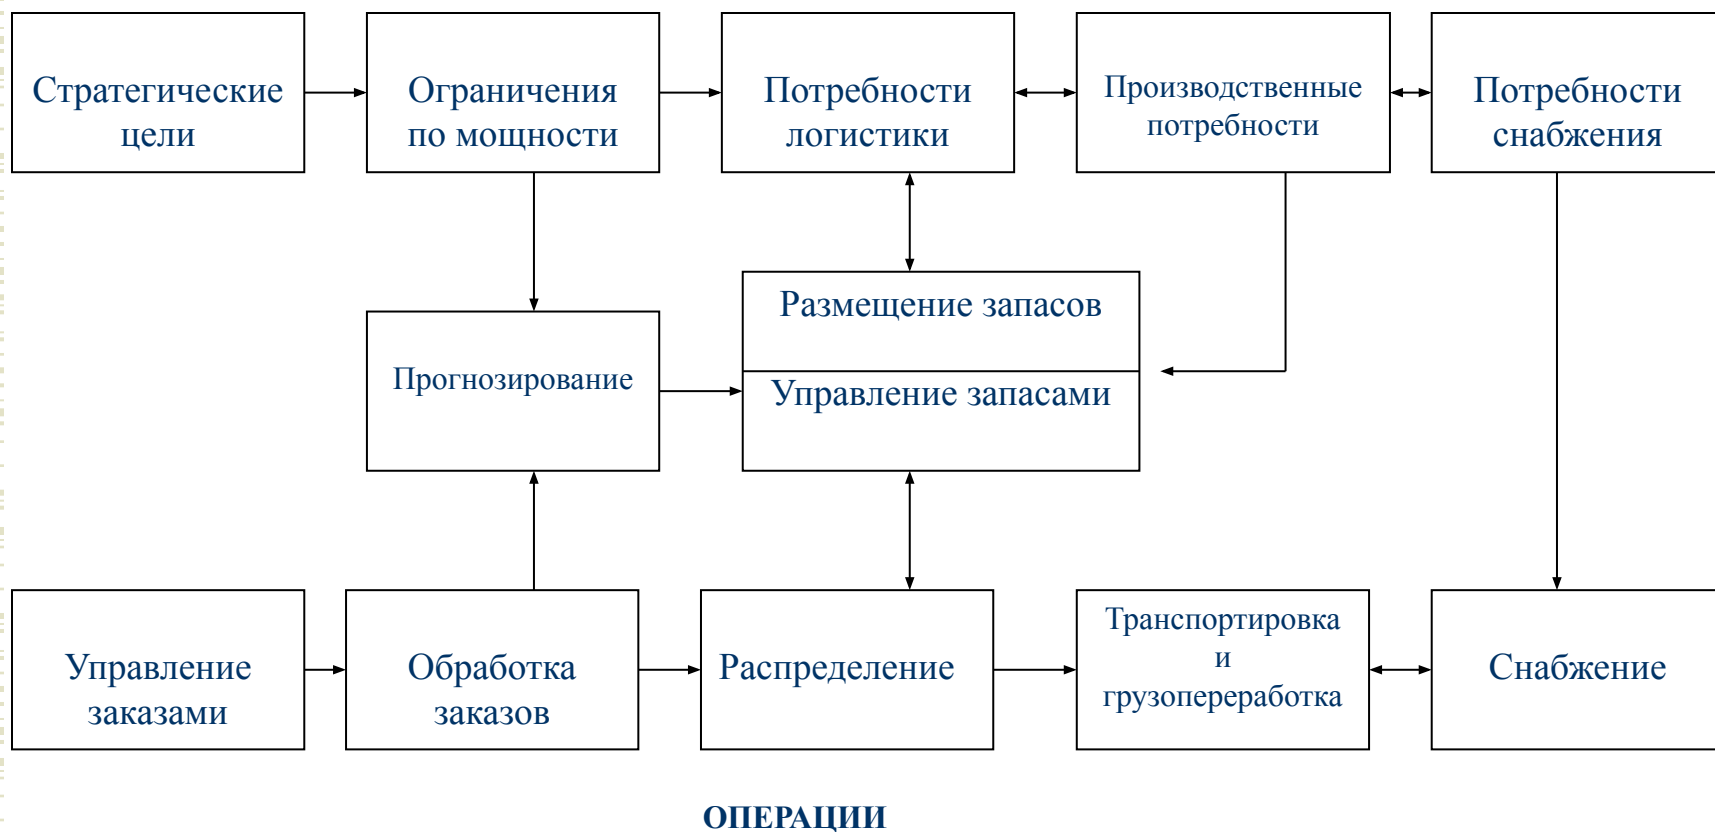 Стратегические
цели
Ограничения
по мощности
Потребности
логистики
Производственные
потребности
Потребности
снабжения
Прогнозирование
Размещение запасов
Управление запасами
Управление
заказами
Обработка
заказов
Распределение
Транспортировка
и
грузопереработка
Снабжение
ОПЕРАЦИИ